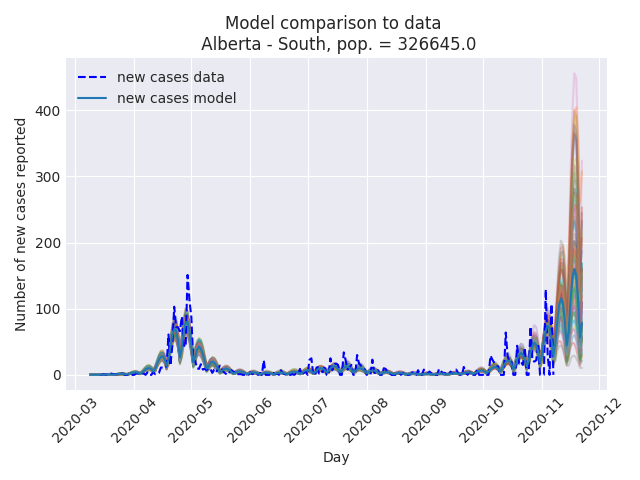 Model comparison to data
Alberta - South, pop. = 326645.0
new cases data
new cases model
Number of new cases reported
400
300
200
100
0
2020-03
2020-04
2020-05
2020-06
2020-07
2020-08
2020-09
2020-10
2020-11
2020-12
Day